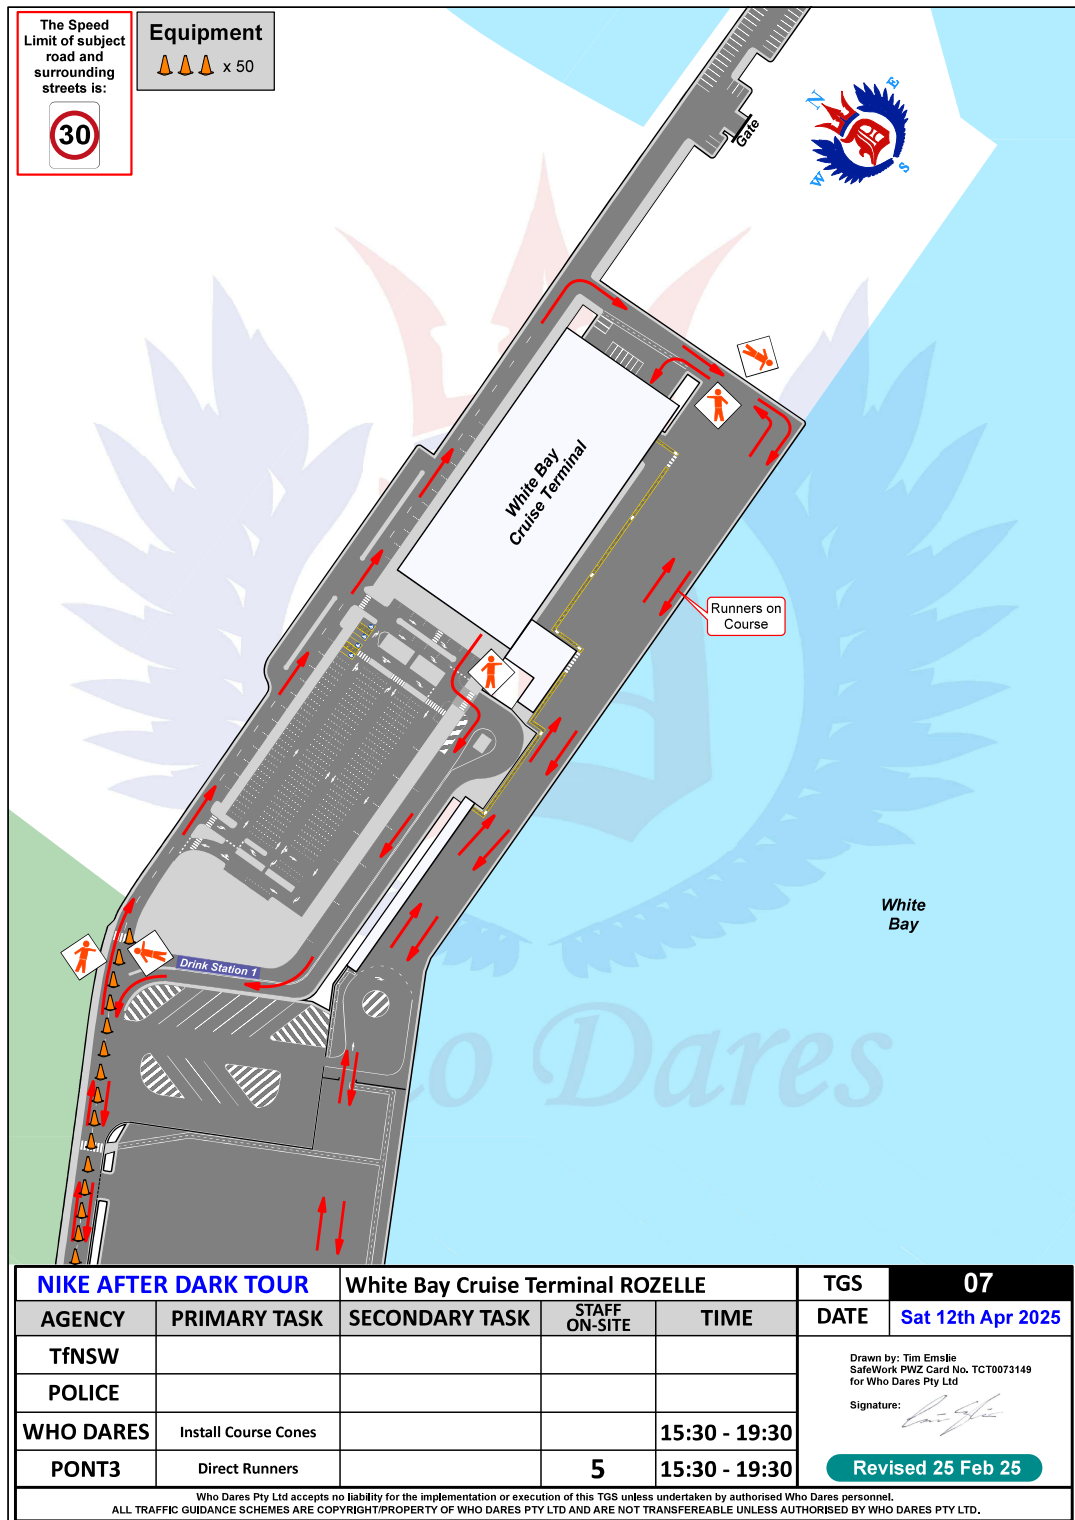 The Speed
Limit of subject
road and
surrounding
streets is:
30
Equipment
x 50
N
E
S
W
Gate
White Bay
Cruise Terminal
Runners on
Course
White
Bay
Drink Station 1
o Dares
NIKE AFTER DARK TOUR
White Bay Cruise Terminal ROZELLE
TGS
07
AGENCY
PRIMARY TASK
SECONDARY TASK
STAFF
ON-SITE
TIME
DATE
Sat 12th Apr 2025
TfNSW
POLICE
WHO DARES
Install Course Cones
15:30 - 19:30
PONT3
Direct Runners
5
15:30 - 19:30
Drawn by: Tim Emslie
SafeWork PWZ Card No. TCT0073149
for Who Dares Pty Ltd
Signature:
Revised 25 Feb 25
Who Dares Pty Ltd accepts no liability for the implementation or execution of this TGS unless undertaken by authorised Who Dares personnel.
ALL TRAFFIC GUIDANCE SCHEMES ARE COPYRIGHT/PROPERTY OF WHO DARES PTY LTD AND ARE NOT TRANSFEREABLE UNLESS AUTHORISED BY WHO DARES PTY LTD.